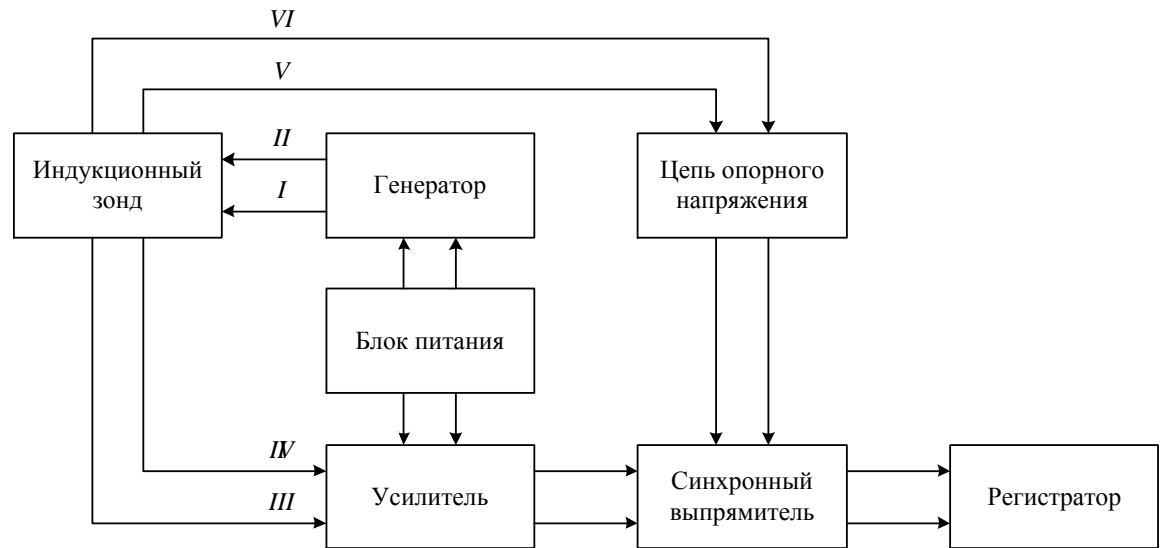 VI
V
II
I
Индукционный
зонд
Генератор
Цепь опорного
напряжения
Блок питания
IV
III
Усилитель
Синхронный
выпрямитель
Регистратор